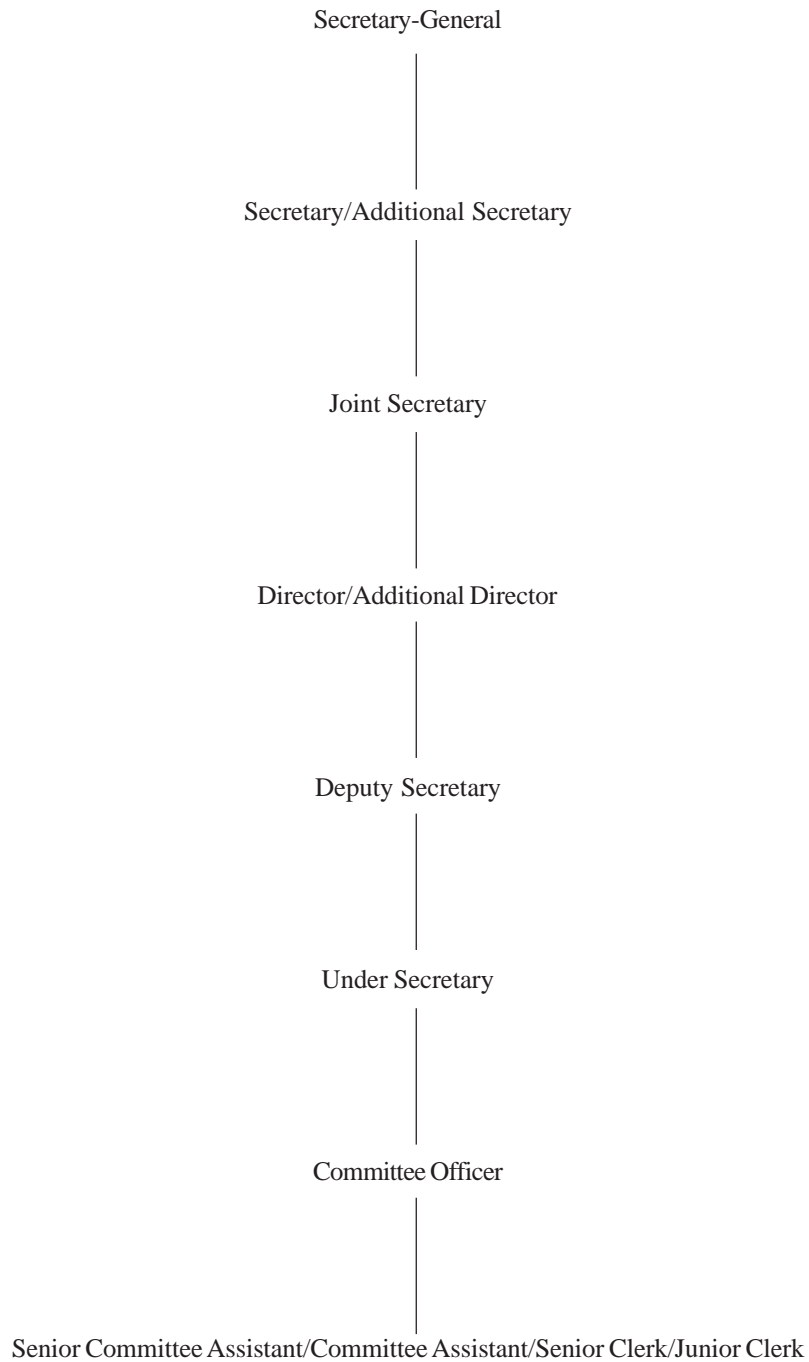 Secretary-General
Secretary/Additional Secretary
Joint Secretary
Director/Additional Director
Deputy Secretary
Under Secretary
Committee Officer
Senior Committee Assistant/Committee Assistant/Senior Clerk/Junior Clerk